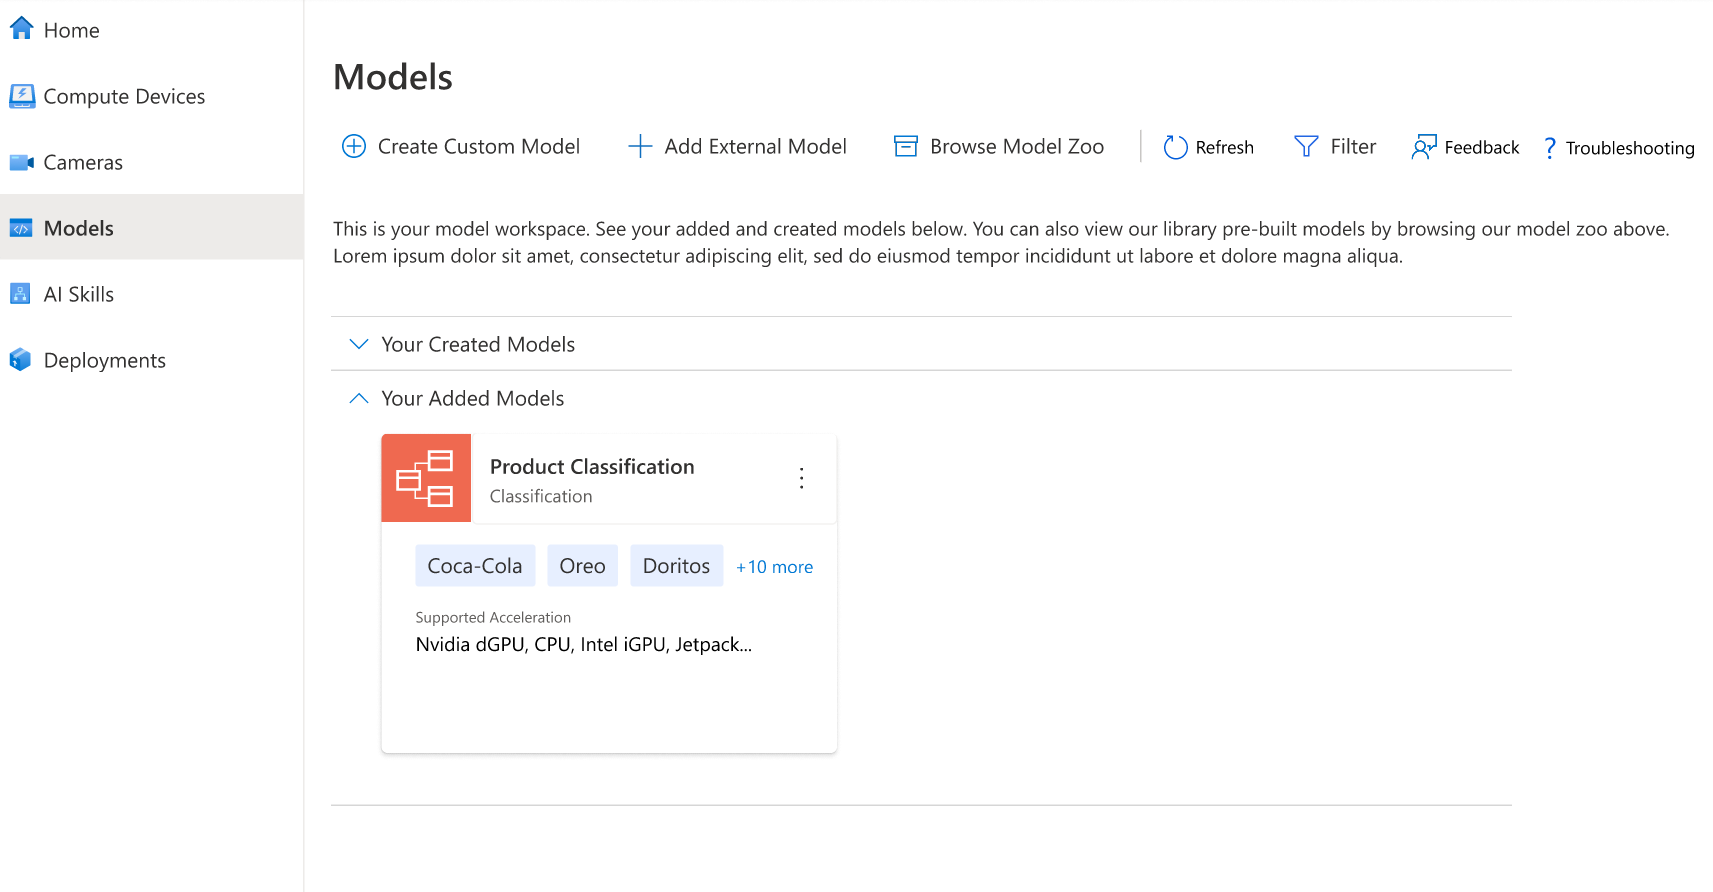 Home
Compute Devices
Cameras
Models
AI Skills
Deployments
Models
Create Custom Model
Add External Model
Browse Model Zoo
Refresh
Filter
Feedback
? Troubleshooting
This is your model workspace. See your added and created models below. You can also view our library pre-built models by browsing our model zoo above.
Lorem ipsum dolor sit amet, consectetur adipiscing elit, sed do eiusmod tempor incididunt ut labore et dolore magna aliqua.
Your Created Models
Your Added Models
Product Classification
Classification
Coca-Cola
Oreo
Doritos
+10 more
Supported Acceleration
Nvidia dGPU, CPU, Intel iGPU, Jetpack...